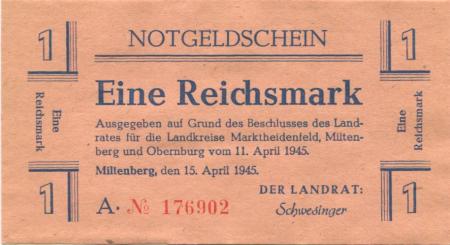 1
NOTGELDSCHEIN
1
Eine Reichsmark
Eine
Reichsmark
Eine
Reichsmark
Ausgegeben auf Grund des Beschlusses des Land-
rates für die Landkreise Marktheidenfeld, Milten-
berg und Obernburg vom 11. April 1945.
Miltenberg, den 15. April 1945.
DER LANDRAT:
1
A· № 176902
Schwesinger
1